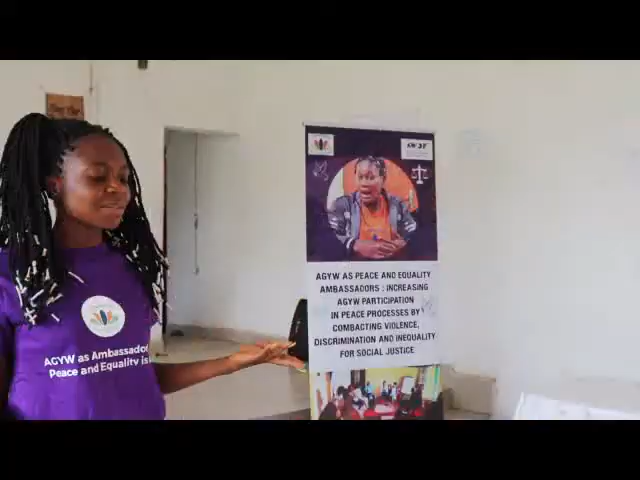 AGYW AS PEACE AND EQUALITY
AMBASSADORS : INCREASING
AGYW PARTICIPATION
IN PEACE PROCESSES BY
COMBACTING VIOLENCE,
DISCRIMINATION AND INEQUALITY
FOR SOCIAL JUSTICE
AGYW as Ambassador
Peace and Equality is